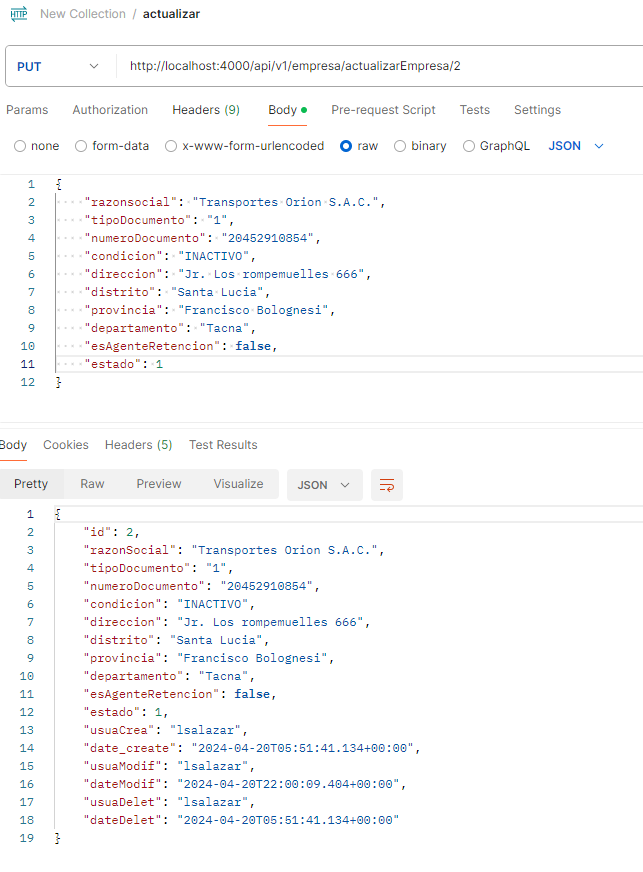 HTTP New Collection / actualizar
PUT http://localhost:4000/api/v1/empresa/actualizarEmpresa/2
Params Authorization Headers (9) Body Pre-request Script Tests Settings
none form-data x-www-form-urlencoded raw binary GraphQL JSON
1 {
2 "razonsocial": "Transportes Orion S.A.C.",
3 "tipoDocumento": "1",
4 "numeroDocumento": "20452910854",
5 "condicion": "INACTIVO",
6 "direccion": "Jr. Los rompemuelles 666",
7 "distrito": "Santa Lucia",
8 "provincia": "Francisco Bolognesi",
9 "departamento": "Tacna",
10 "esAgenteRetencion": false,
11 "estado": 1
12 }
Body Cookies Headers (5) Test Results
Pretty Raw Preview Visualize JSON
1 {
2 "id": 2,
3 "razonSocial": "Transportes Orion S.A.C.",
4 "tipoDocumento": "1",
5 "numeroDocumento": "20452910854",
6 "condicion": "INACTIVO",
7 "direccion": "Jr. Los rompemuelles 666",
8 "distrito": "Santa Lucia",
9 "provincia": "Francisco Bolognesi",
10 "departamento": "Tacna",
11 "esAgenteRetencion": false,
12 "estado": 1,
13 "usuaCrea": "lsalazar",
14 "date_create": "2024-04-20T05:51:41.134+00:00",
15 "usuaModif": "lsalazar",
16 "dateModif": "2024-04-20T22:00:09.404+00:00",
17 "usuaDelet": "lsalazar",
18 "dateDelet": "2024-04-20T05:51:41.134+00:00"
19 }